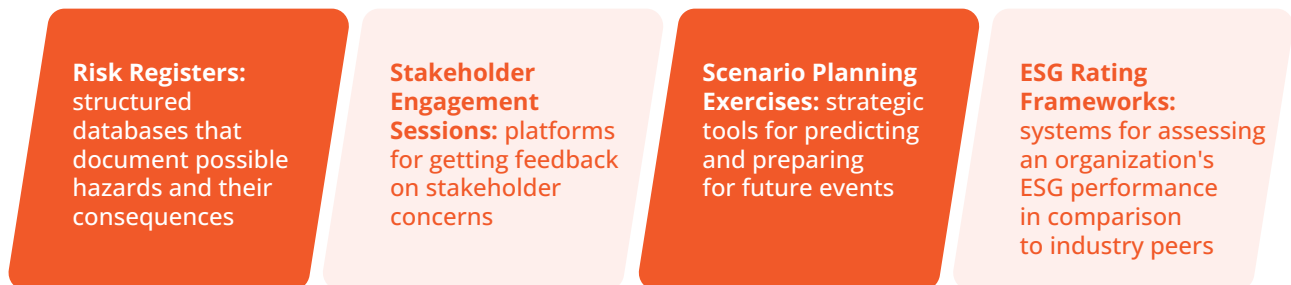 Risk Registers:
structured
databases that
document possible
hazards and their
consequences
Stakeholder
Engagement
Sessions: platforms
for getting feedback
on stakeholder
concerns
Scenario Planning
Exercises: strategic
tools for predicting
and preparing
for future events
ESG Rating
Frameworks:
systems for assessing
an organization's
ESG performance
in comparison
to industry peers